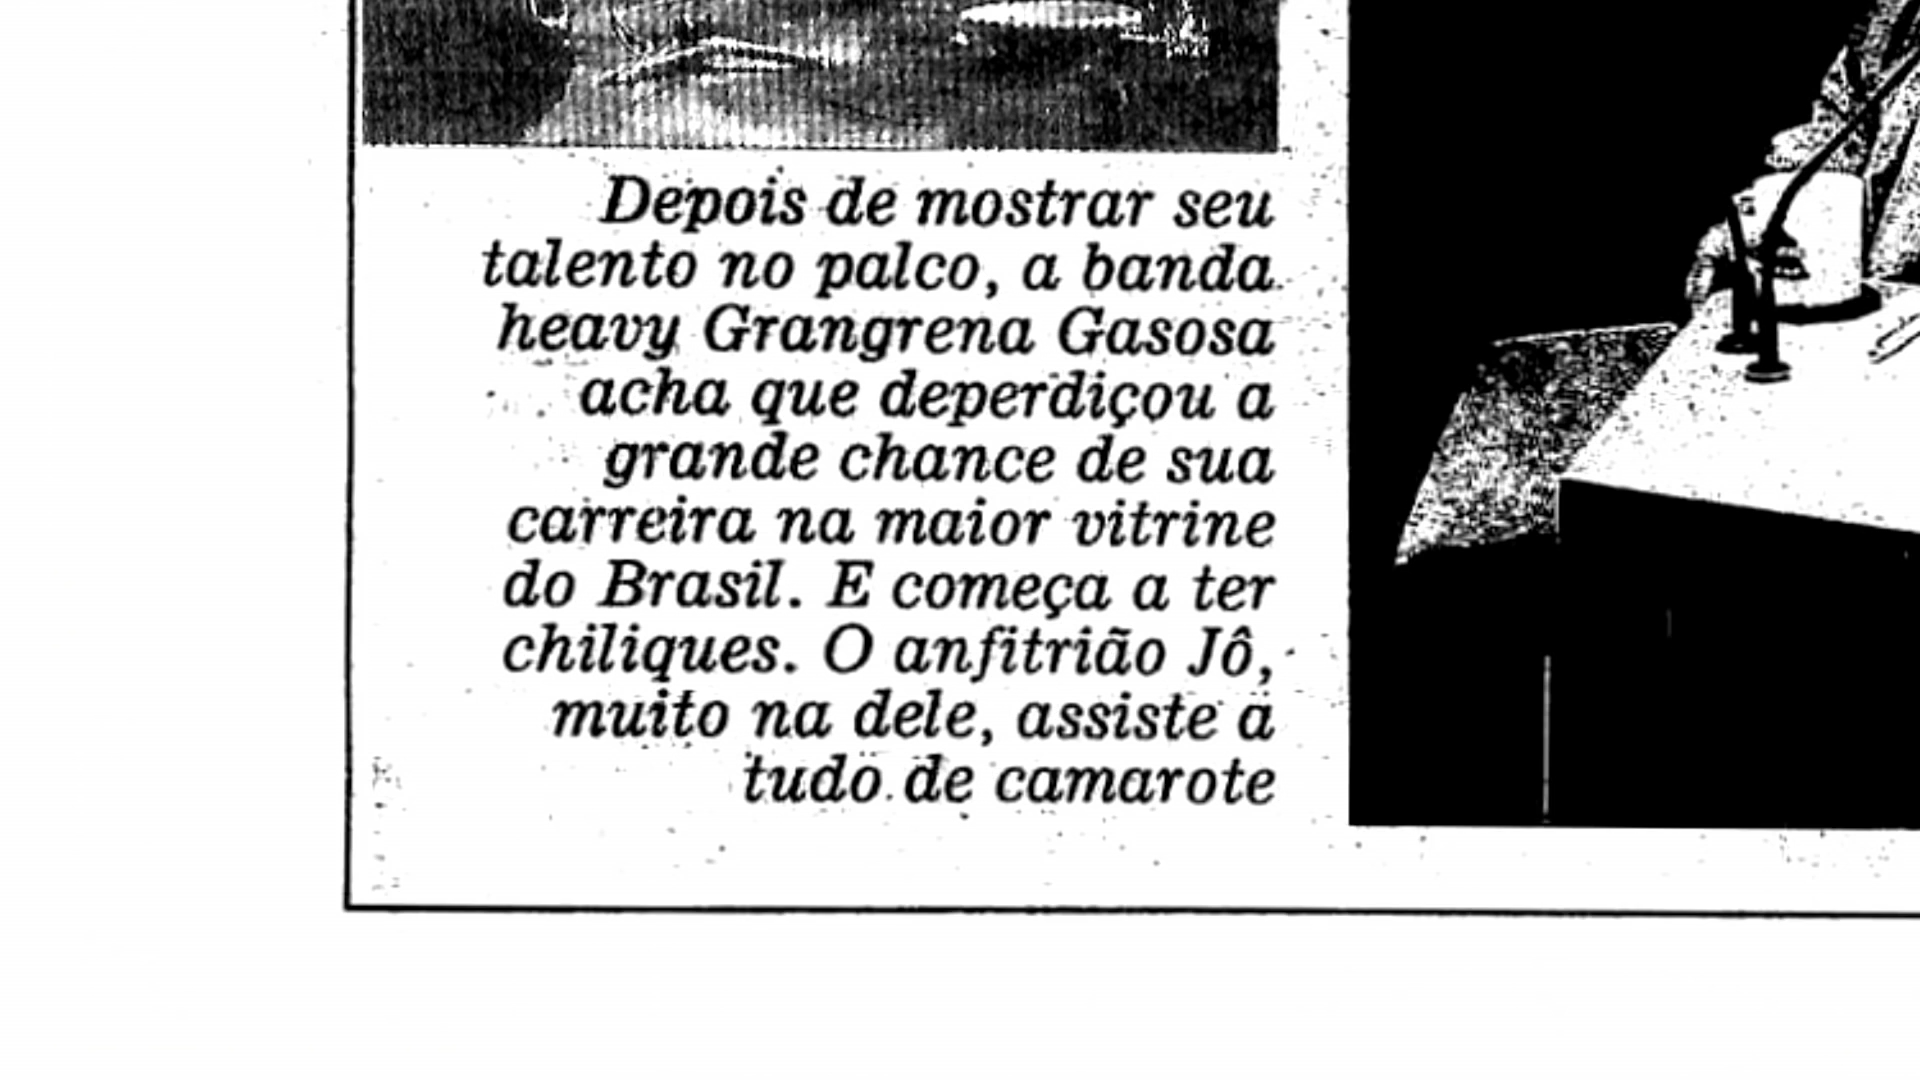 Depois de mostrar seu
talento no palco, a banda
heavy Grangrena Gasosa
acha que deperdiçou a
grande chance de sua
carreira na maior vitrine
do Brasil. E começa a ter
chiliques. O anfitrião Jô,
muito na dele, assiste a
tudo de camarote